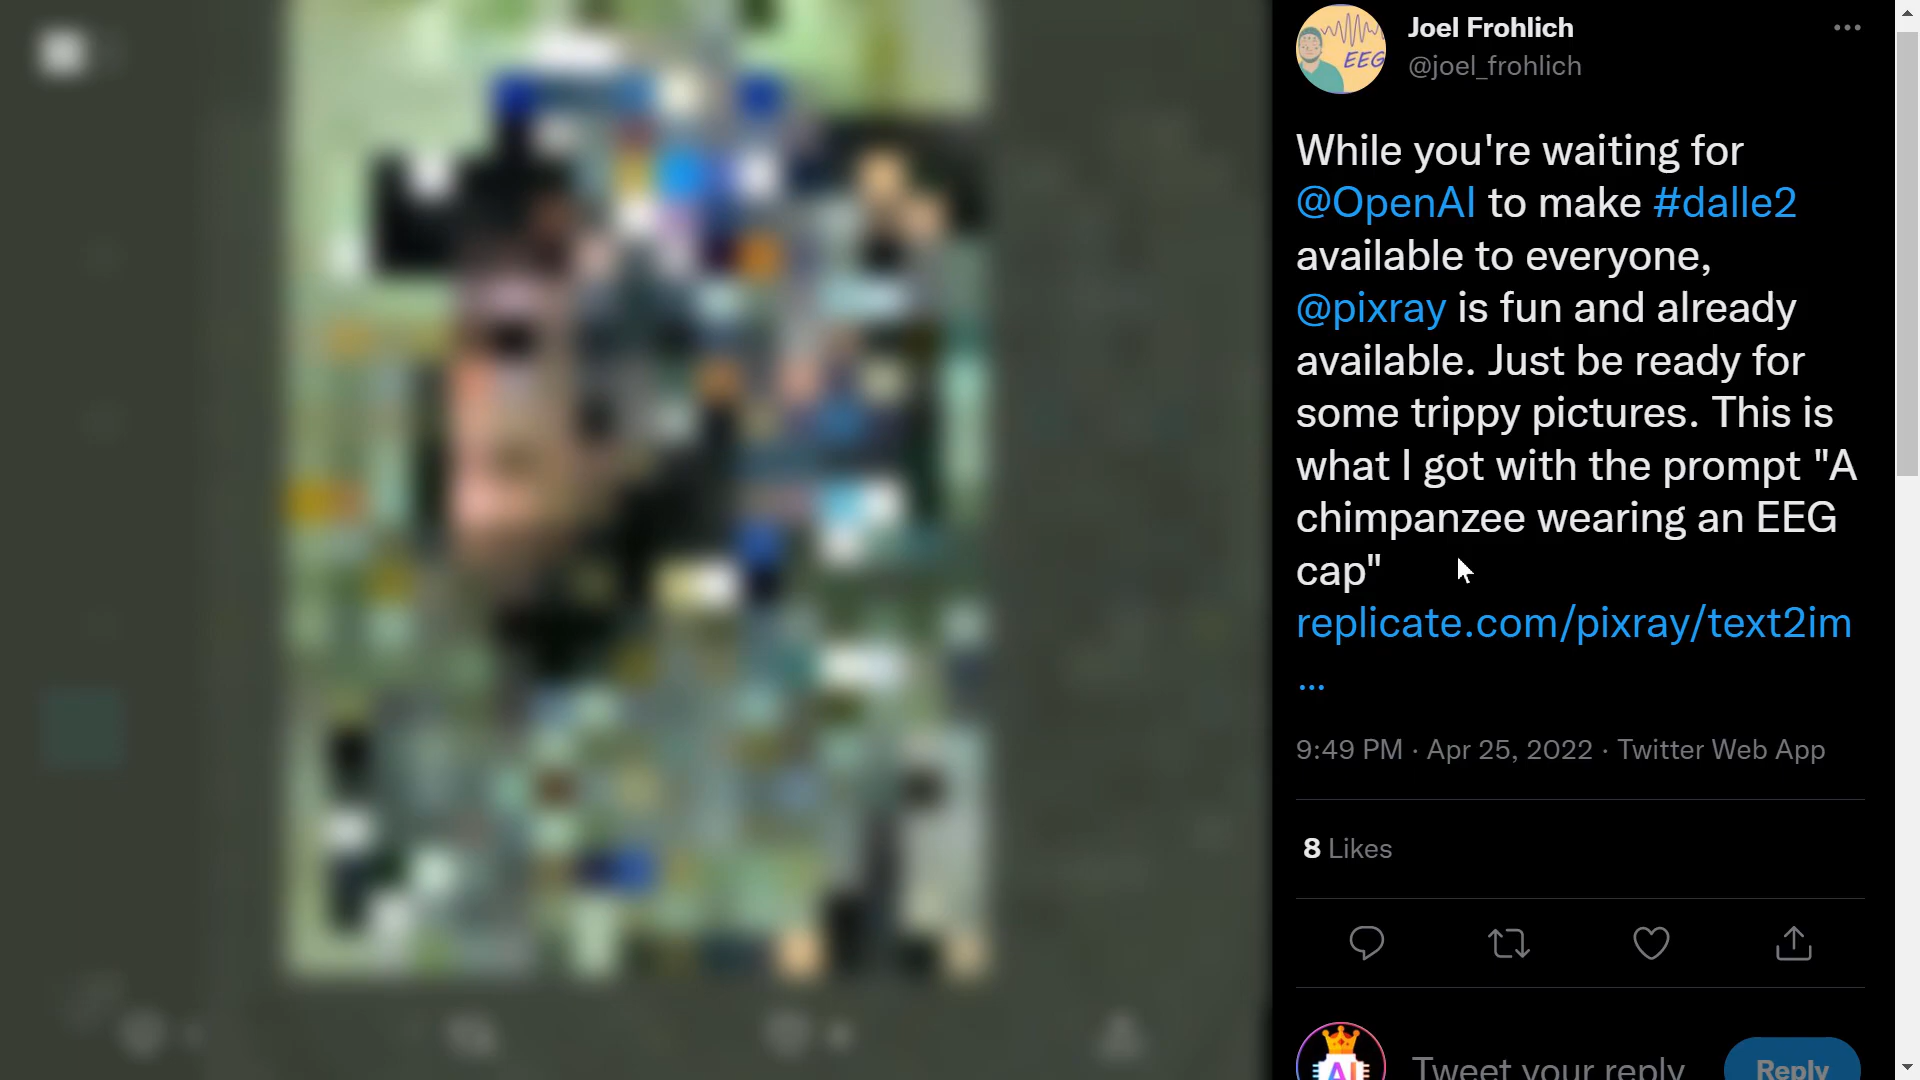 EEG
Joel Frohlich
@joel_frohlich
While you're waiting for
@OpenAI to make #dalle2
available to everyone,
@pixray is fun and already
available. Just be ready for
some trippy pictures. This is
what I got with the prompt "A
chimpanzee wearing an EEG
cap"
replicate.com/pixray/text2im
…
9:49 PM · Apr 25, 2022 · Twitter Web App
8 Likes
AI
Tweet your reply
Reply